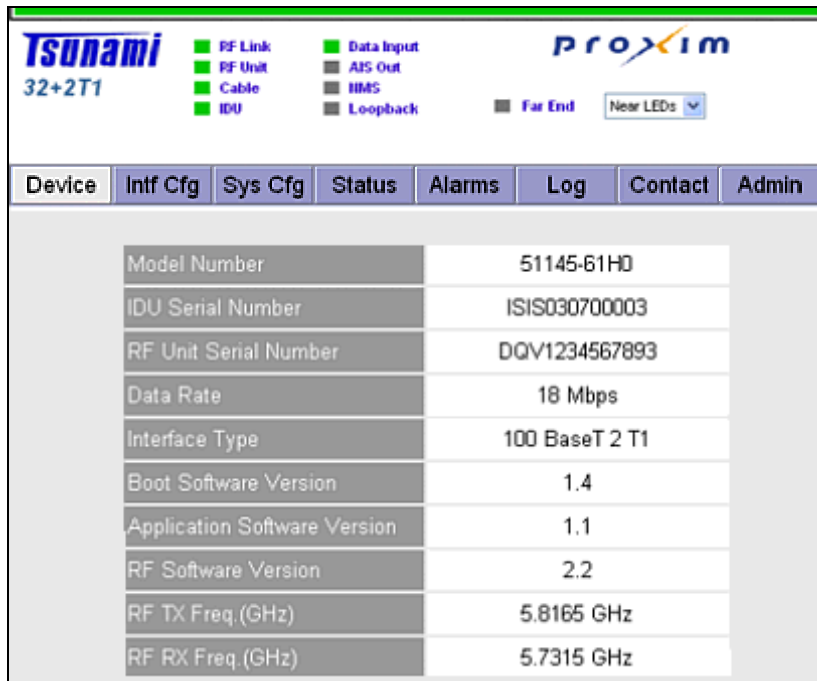 Tsunami
32+2T1
RF Link
RF Unit
Cable
IDU
Data Input
AIS Out
NMS
Loopback
proxim
Far End
Near LEDs
Device Intf Cfg Sys Cfg Status Alarms Log Contact Admin
Model Number 51145-61H0
IDU Serial Number ISIS030700003
RF Unit Serial Number DQV1234567893
Data Rate 18 Mbps
Interface Type 100 BaseT 2 T1
Boot Software Version 1.4
Application Software Version 1.1
RF Software Version 2.2
RF TX Freq.(GHz) 5.8165 GHz
RF RX Freq.(GHz) 5.7315 GHz